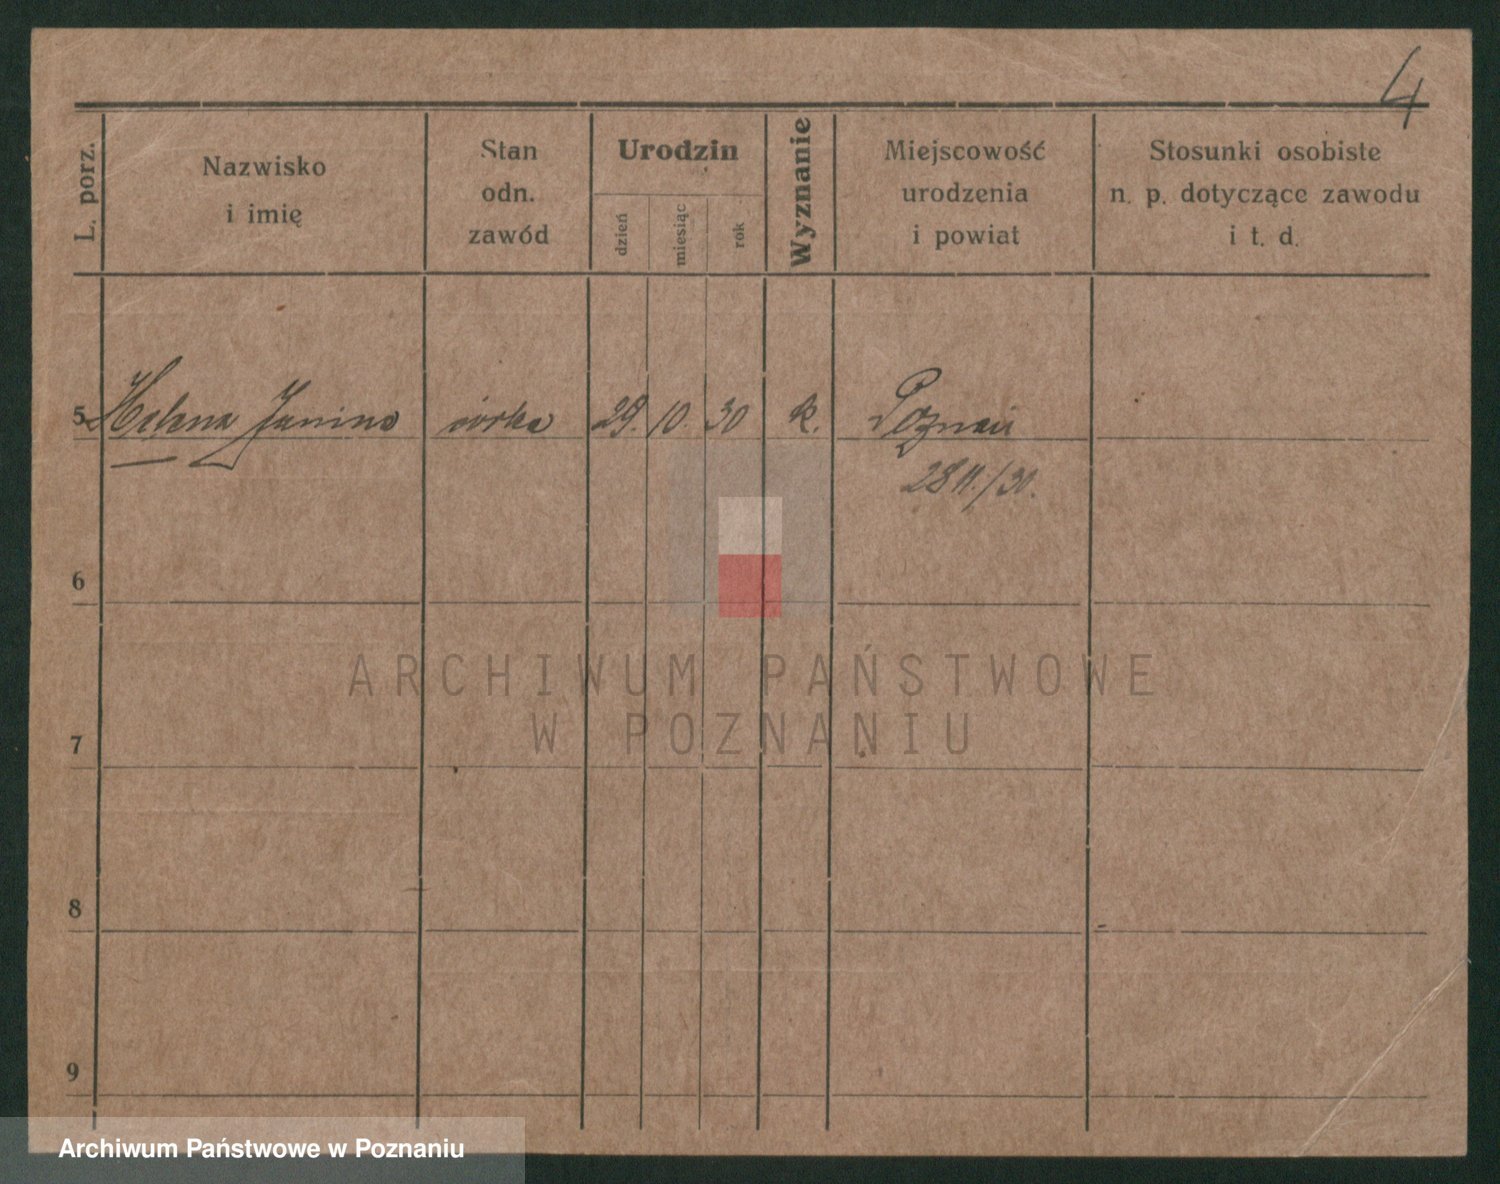 4
L. porz.
Nazwisko
i imię
Stan
odn.
zawód
Urodzin
dzień
miesiąc
rok
Wyznanie
Miejscowość
urodzenia
i powiat
Stosunki osobiste
n. p. dotyczące zawodu
i t. d.
5 Helena Janina córka 29. 10. 30 k. Poznań
28 11./30.
6
ARCHIWUM PAŃSTWOWE
W POZNANIU
7
8
9
Archiwum Państwowe w Poznaniu